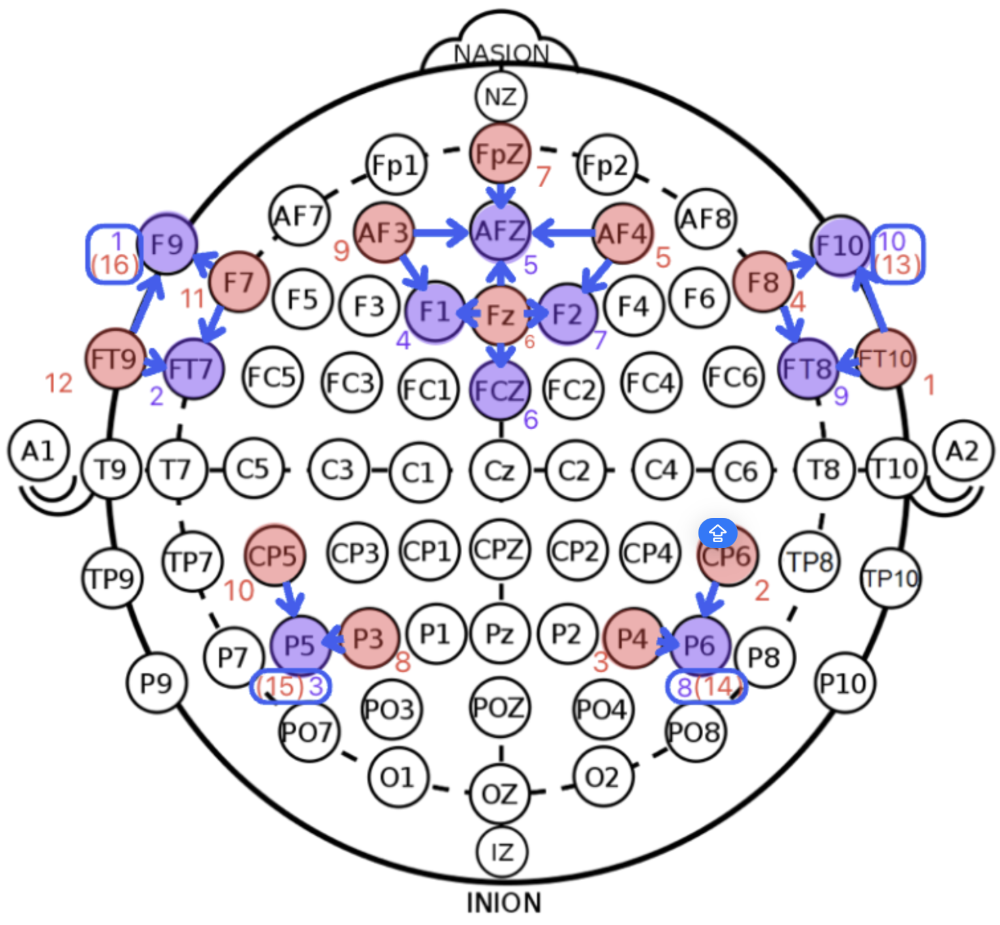 NASION
NZ
FpZ
7
Fp1
Fp2
AF7
AF8
AF3
9
AFZ
5
AF4
5
1
(16)
F9
F10
10
(13)
F7
11
F5
F3
F1
4
Fz
6
F2
7
F4
F6
F8
4
FT9
12
FT7
2
FC5
FC3
FC1
FCZ
6
FC2
FC4
FC6
FT8
9
FT10
1
A1
T9
T7
C5
C3
C1
Cz
C2
C4
C6
T8
T10
A2
TP9
TP7
CP5
10
CP3
CP1
CPZ
CP2
CP4
CP6
2
TP8
TP10
P9
P7
P5
(15) 3
P3
8
P1
Pz
P2
P4
3
P6
8 (14)
P8
P10
PO7
PO3
POZ
PO4
PO8
O1
OZ
O2
IZ
INION